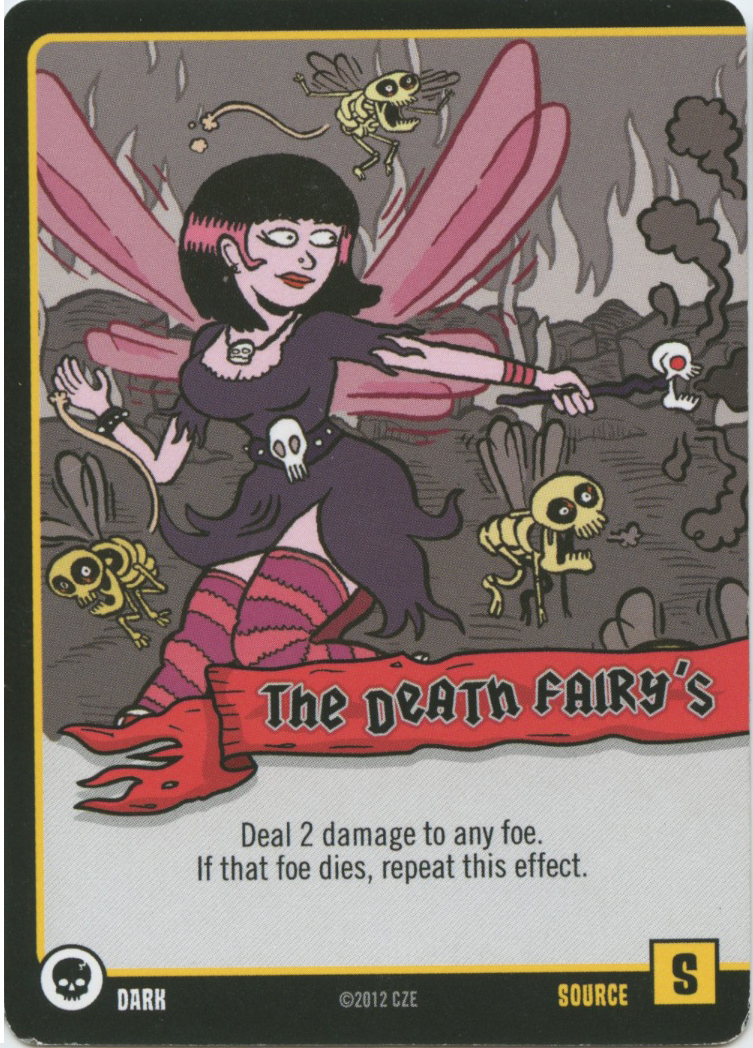 The Death Fairy's
Deal 2 damage to any foe.
If that foe dies, repeat this effect.
DARK
©2012 CZE
SOURCE
S